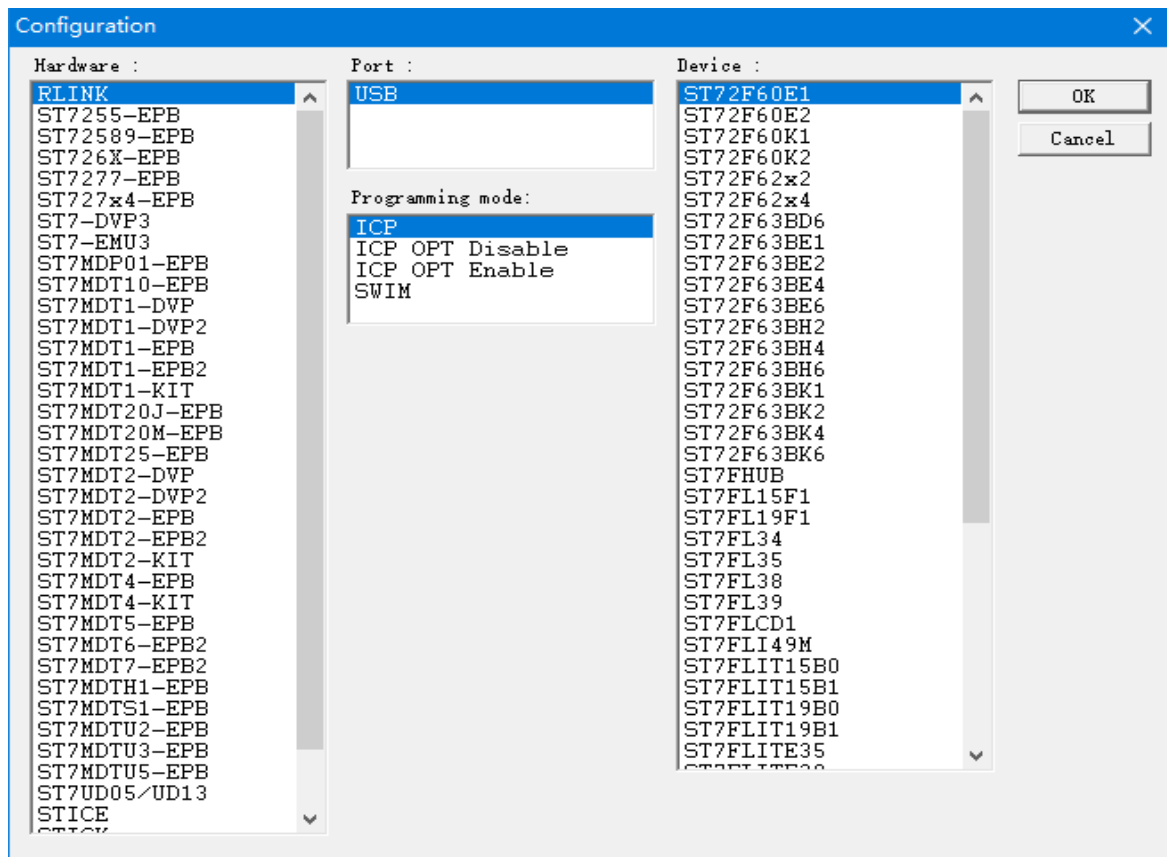 Configuration
Hardware :
RLINK
ST7255-EPB
ST72589-EPB
ST726X-EPB
ST7277-EPB
ST727x4-EPB
ST7-DVP3
ST7-EMU3
ST7MDP01-EPB
ST7MDT10-EPB
ST7MDT1-DVP
ST7MDT1-DVP2
ST7MDT1-EPB
ST7MDT1-EPB2
ST7MDT1-KIT
ST7MDT20J-EPB
ST7MDT20M-EPB
ST7MDT25-EPB
ST7MDT2-DVP
ST7MDT2-DVP2
ST7MDT2-EPB
ST7MDT2-EPB2
ST7MDT2-KIT
ST7MDT4-EPB
ST7MDT4-KIT
ST7MDT5-EPB
ST7MDT6-EPB2
ST7MDT7-EPB2
ST7MDTH1-EPB
ST7MDTS1-EPB
ST7MDTU2-EPB
ST7MDTU3-EPB
ST7MDTU5-EPB
ST7UD05/UD13
STICE
Port :
USB
Programming mode:
ICP
ICP OPT Disable
ICP OPT Enable
SWIM
Device :
ST72F60E1
ST72F60E2
ST72F60K1
ST72F60K2
ST72F62x2
ST72F62x4
ST72F63BD6
ST72F63BE1
ST72F63BE2
ST72F63BE4
ST72F63BE6
ST72F63BH2
ST72F63BH4
ST72F63BH6
ST72F63BK1
ST72F63BK2
ST72F63BK4
ST72F63BK6
ST7FHUB
ST7FL15F1
ST7FL19F1
ST7FL34
ST7FL35
ST7FL38
ST7FL39
ST7FLCD1
ST7FLI49M
ST7FLIT15B0
ST7FLIT15B1
ST7FLIT19B0
ST7FLIT19B1
ST7FLITE35
OK
Cancel